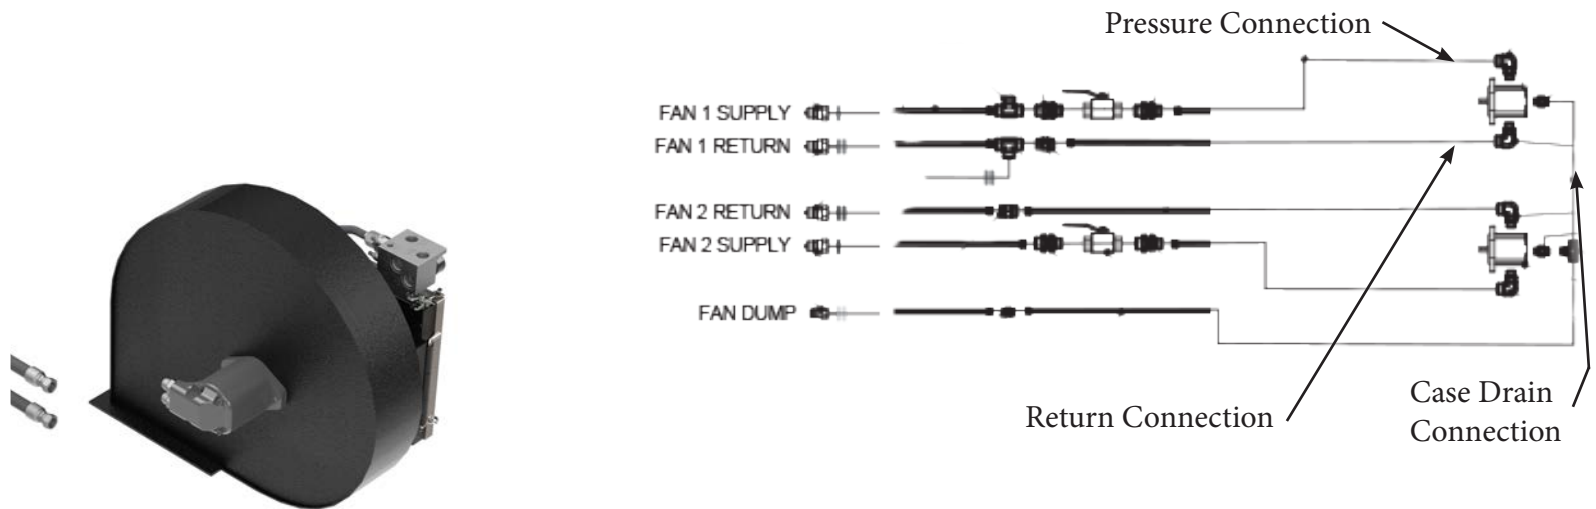 Pressure Connection
FAN 1 SUPPLY
FAN 1 RETURN
FAN 2 RETURN
FAN 2 SUPPLY
FAN DUMP
Return Connection
Case Drain
Connection